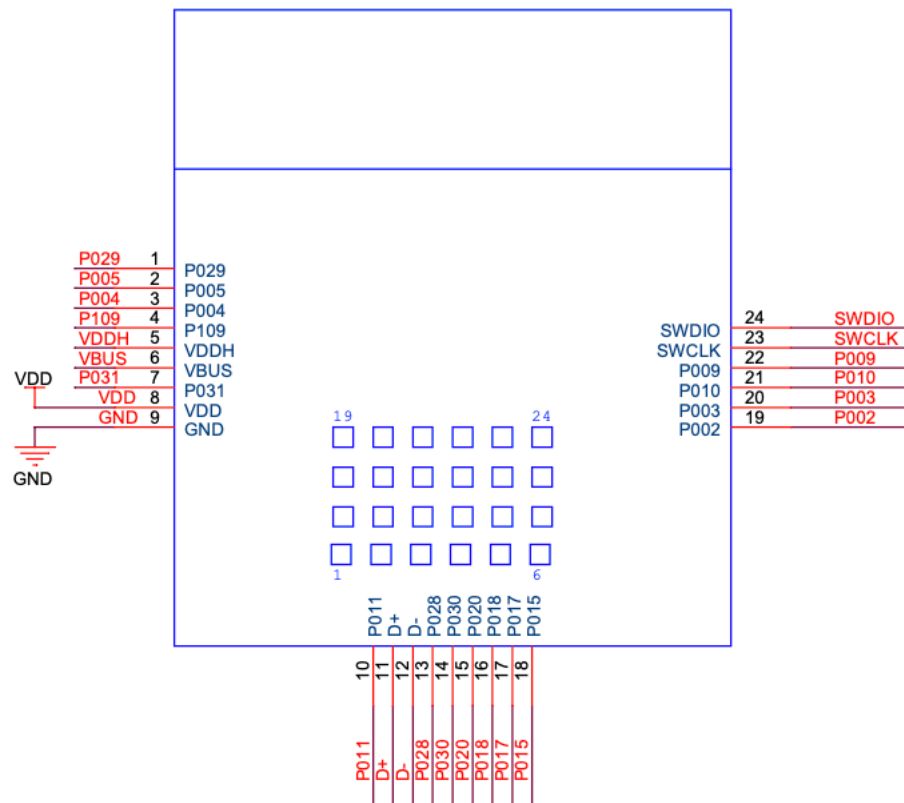 P029 1 P029
P005 2 P005
P004 3 P004
P109 4 P109
VDDH 5 VDDH
VBUS 6 VBUS
P031 7 P031
VDD
VDD 8 VDD
GND 9 GND
GND
SWDIO 24 SWDIO
SWCLK 23 SWCLK
P009 22 P009
P010 21 P010
P003 20 P003
P002 19 P002
19 24
1 6
P011 D+ D- P028 P030 P020 P018 P017 P015
10 11 12 13 14 15 16 17 18
P011 D+ D- P028 P030 P020 P018 P017 P015